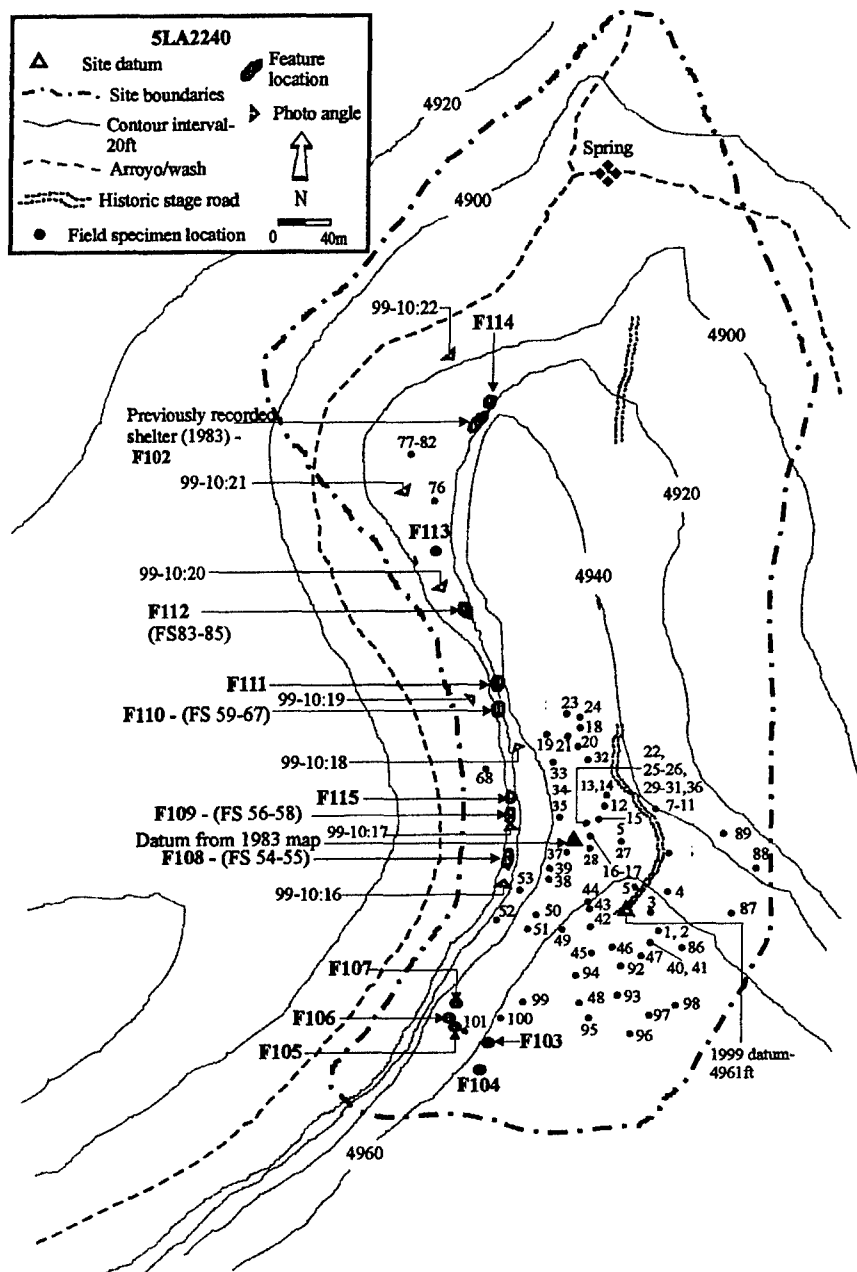 5LA2240
Site datum
Feature
location
Site boundaries
Photo angle
Contour interval-
20ft
Arroyo/wash
N
Historic stage road
Field specimen location
0 40m
4920
Spring
4900
99-10:22
F114
4900
Previously recorded
shelter (1983) -
F102
77-82
99-10:21
76
4920
F113
99-10:20
4940
F112
(FS83-85)
F111
99-10:19
F110 - (FS 59-67)
23
24
18
19
21
20
22,
25-26,
29-31,36
99-10:18
68
33
32
34-
35
13,14
12
7-11
F115
15
F109 - (FS 56-58)
99-10:17
Datum from 1983 map
5
89
F108 - (FS 54-55)
37
28
27
88
39
38
16-17
99-10:16
53
44
43
5
4
3
52
50
42
87
51
49
1, 2
86
45
46
47
40, 41
92
94
F107
99
48
93
98
97
F106
101
100
95
96
F105
F103
1999 datum-
4961ft
F104
4960